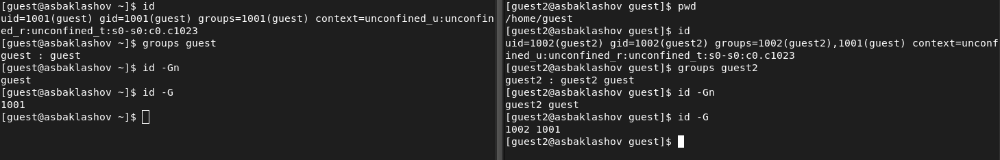 [guest@asbaklashov ~]$ id
uid=1001(guest) gid=1001(guest) groups=1001(guest) context=unconfined_u:unconfin
ed_r:unconfined_t:s0-s0:c0.c1023
[guest@asbaklashov ~]$ groups guest
guest : guest
[guest@asbaklashov ~]$ id -Gn
guest
[guest@asbaklashov ~]$ id -G
1001
[guest@asbaklashov ~]$
[guest2@asbaklashov guest]$ pwd
/home/guest
[guest2@asbaklashov guest]$ id
uid=1002(guest2) gid=1002(guest2) groups=1002(guest2),1001(guest) context=unconf
ined_u:unconfined_r:unconfined_t:s0-s0:c0.c1023
[guest2@asbaklashov guest]$ groups guest2
guest2 : guest2 guest
[guest2@asbaklashov guest]$ id -Gn
guest2 guest
[guest2@asbaklashov guest]$ id -G
1002 1001
[guest2@asbaklashov guest]$